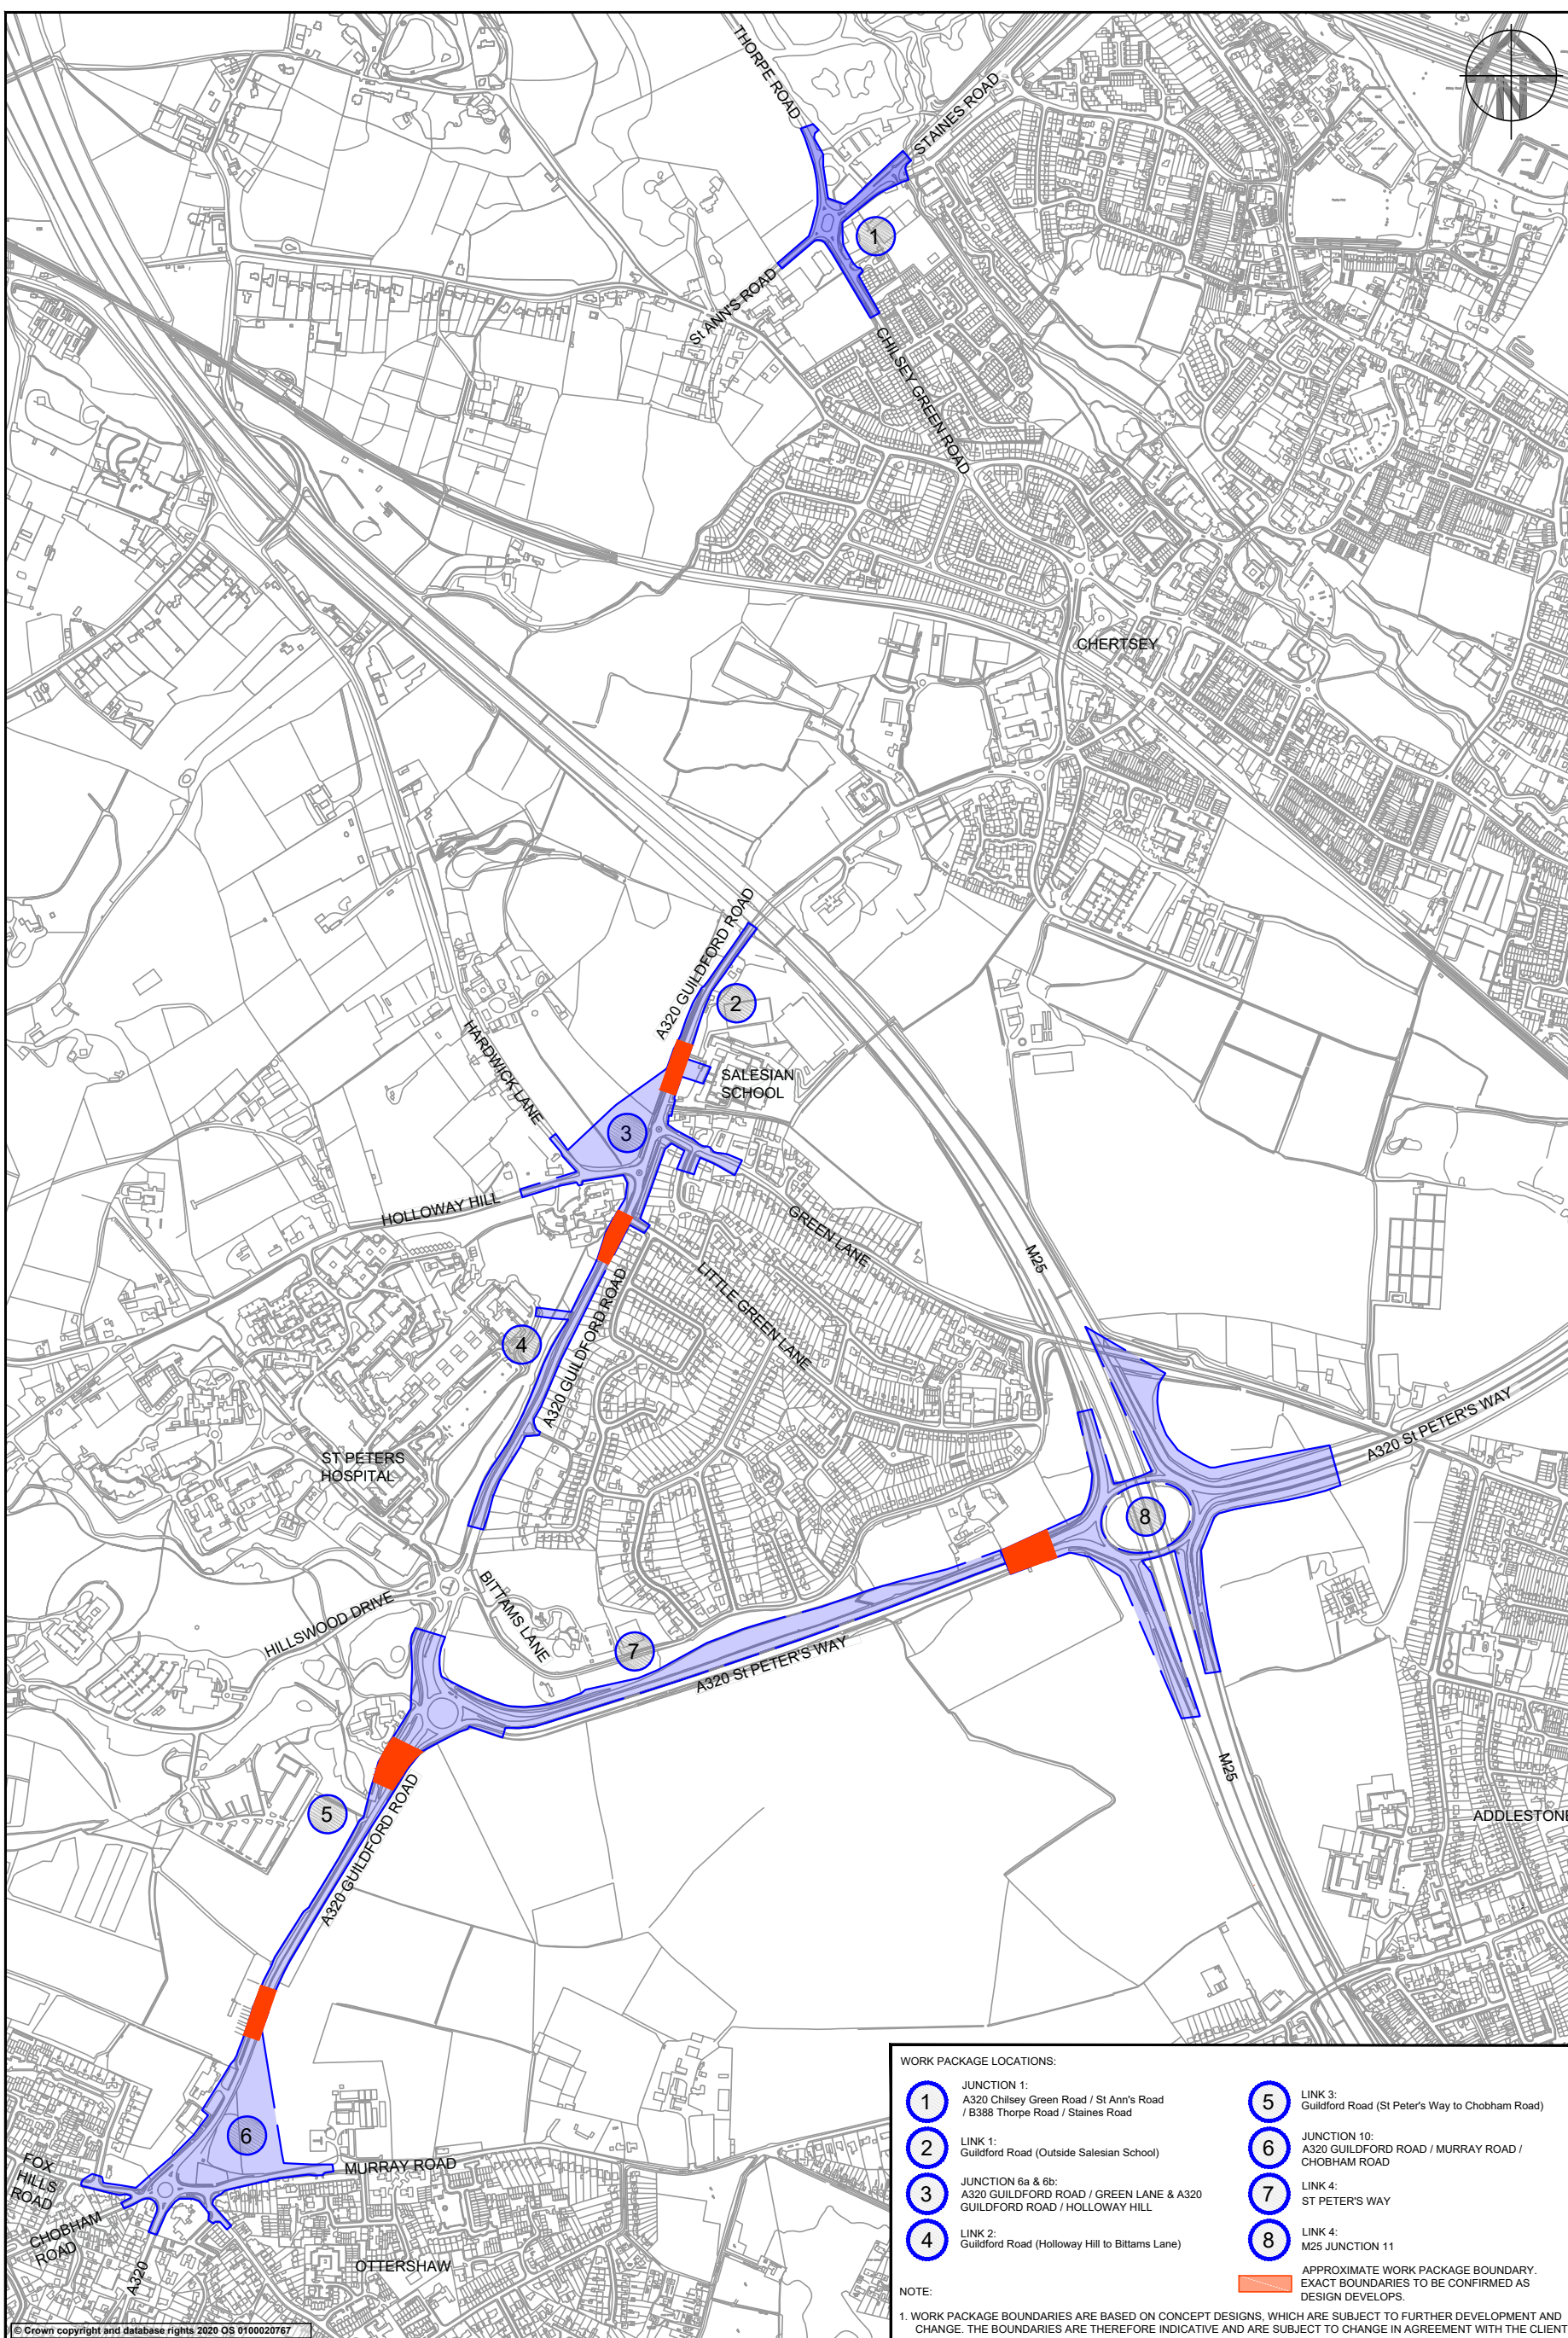 THORPE ROAD
STAINES ROAD
N
1
St ANN'S ROAD
CHILSEY GREEN ROAD
CHERTSEY
A320 GUILDFORD ROAD
2
HARDWICK LANE
SALESIAN
SCHOOL
3
HOLLOWAY HILL
GREEN LANE
M25
LITTLE GREEN LANE
4
A320 GUILDFORD ROAD
A320 St PETER'S WAY
ST PETERS
HOSPITAL
8
HILLSWOOD DRIVE
BITTAMS LANE
7
A320 St PETER'S WAY
M25
5
A320 GUILDFORD ROAD
ADDLESTONE
6
FOX
HILLS
ROAD
MURRAY ROAD
CHOBHAM
ROAD
A320
OTTERSHAW
© Crown copyright and database rights 2020 OS 0100020767
WORK PACKAGE LOCATIONS:
1
JUNCTION 1:
A320 Chilsey Green Road / St Ann's Road
/ B388 Thorpe Road / Staines Road
2
LINK 1:
Guildford Road (Outside Salesian School)
3
JUNCTION 6a & 6b:
A320 GUILDFORD ROAD / GREEN LANE & A320
GUILDFORD ROAD / HOLLOWAY HILL
4
LINK 2:
Guildford Road (Holloway Hill to Bittams Lane)
5
LINK 3:
Guildford Road (St Peter's Way to Chobham Road)
6
JUNCTION 10:
A320 GUILDFORD ROAD / MURRAY ROAD /
CHOBHAM ROAD
7
LINK 4:
ST PETER'S WAY
8
LINK 4:
M25 JUNCTION 11
APPROXIMATE WORK PACKAGE BOUNDARY.
EXACT BOUNDARIES TO BE CONFIRMED AS
DESIGN DEVELOPS.
NOTE:
1. WORK PACKAGE BOUNDARIES ARE BASED ON CONCEPT DESIGNS, WHICH ARE SUBJECT TO FURTHER DEVELOPMENT AND
CHANGE. THE BOUNDARIES ARE THEREFORE INDICATIVE AND ARE SUBJECT TO CHANGE IN AGREEMENT WITH THE CLIENT